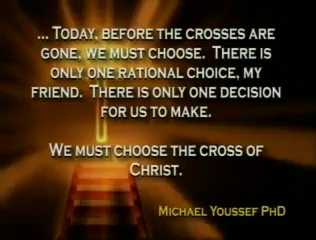 ... TODAY, BEFORE THE CROSSES ARE
GONE, WE MUST CHOOSE. THERE IS
ONLY ONE RATIONAL CHOICE, MY
FRIEND. THERE IS ONLY ONE DECISION
FOR US TO MAKE.
WE MUST CHOOSE THE CROSS OF
CHRIST.
MICHAEL YOUSSEF PHD